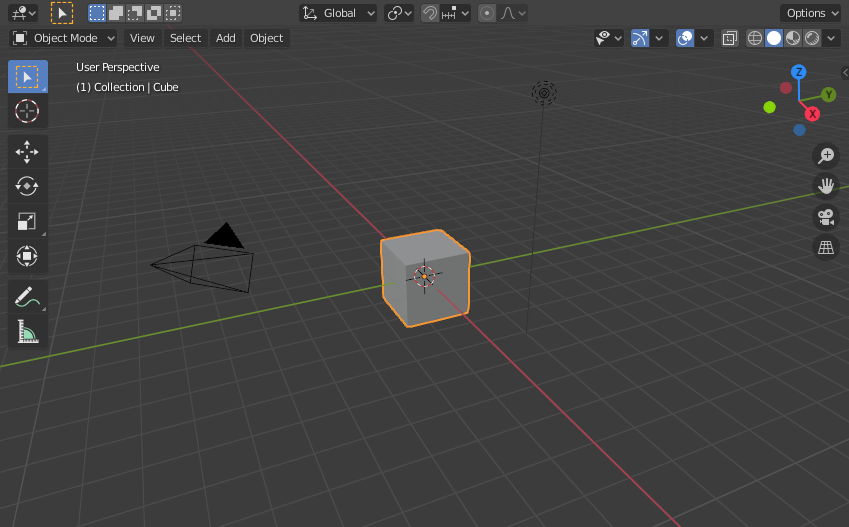 Global
Options
Object Mode
View
Select
Add
Object
User Perspective
(1) Collection | Cube
Z
Y
X